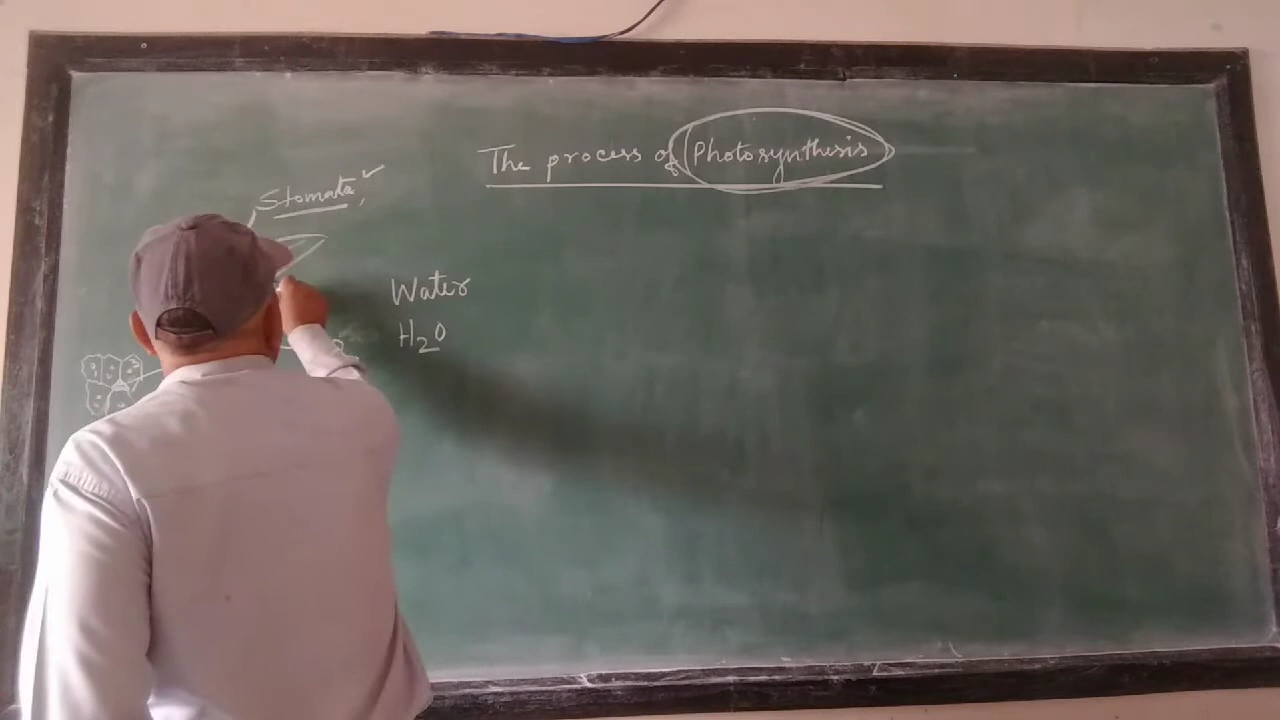 The process of Photosynthesis
Stomata
Water
H₂O